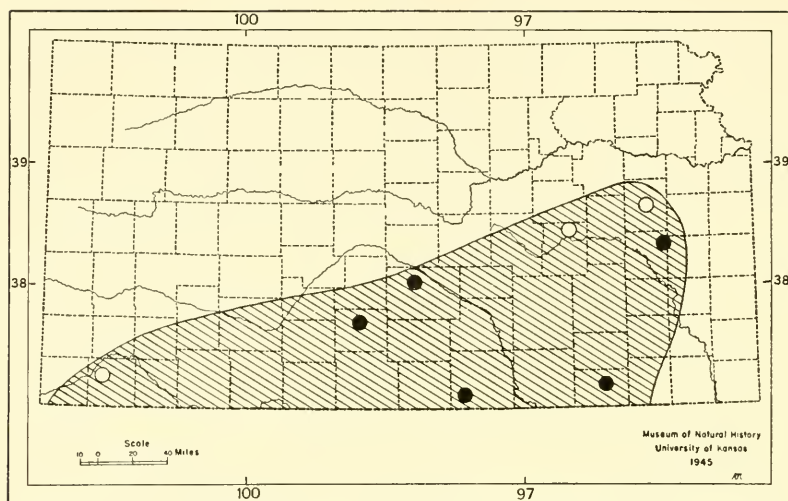 100 97
39 39
38 38
Scale
10 0 20 40 Miles
Museum of Natural History
University of Kansas
1945
100 97